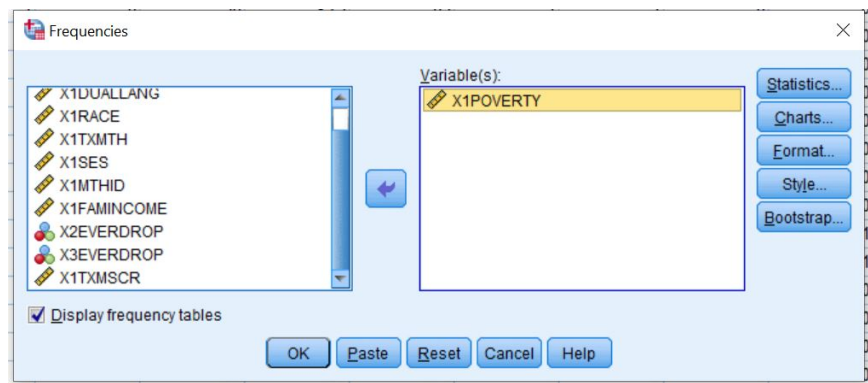 Frequencies
X1DUALLANG
X1RACE
X1TXMTH
X1SES
X1MTHID
X1FAMINCOME
X2EVERDROP
X3EVERDROP
X1TXMSCR
Variable(s):
X1POVERTY
Statistics...
Charts...
Format...
Style...
Bootstrap...
Display frequency tables
OK Paste Reset Cancel Help